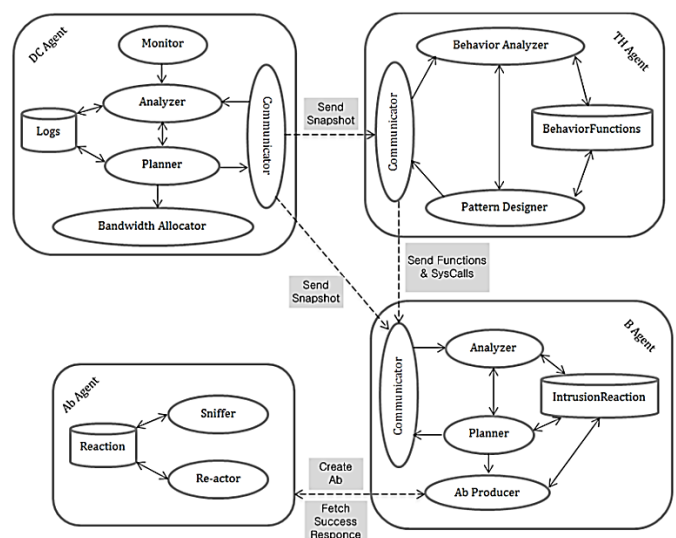 DC Agent
Monitor
Analyzer
Logs
Planner
Bandwidth Allocator
Communicator
Send
Snapshot
TH Agent
Behavior Analyzer
Communicator
BehaviorFunctions
Pattern Designer
Send Functions
& SysCalls
Send
Snapshot
B Agent
Analyzer
Communicator
IntrusionReaction
Planner
Ab Producer
Ab Agent
Sniffer
Reaction
Re-actor
Create
Ab
Fetch
Success
Responce